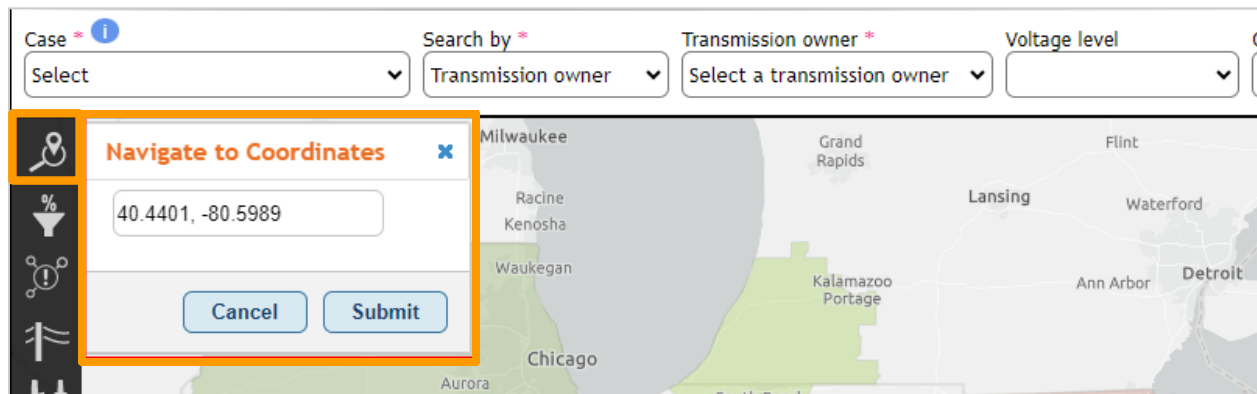 Case * i
Search by *
Transmission owner *
Voltage level
Select
Transmission owner
Select a transmission owner
Navigate to Coordinates ×
40.4401, -80.5989
Cancel
Submit
%
!
Milwaukee
Racine
Kenosha
Waukegan
Chicago
Aurora
Grand
Rapids
Kalamazoo
Portage
Lansing
Flint
Waterford
Ann Arbor
Detroit